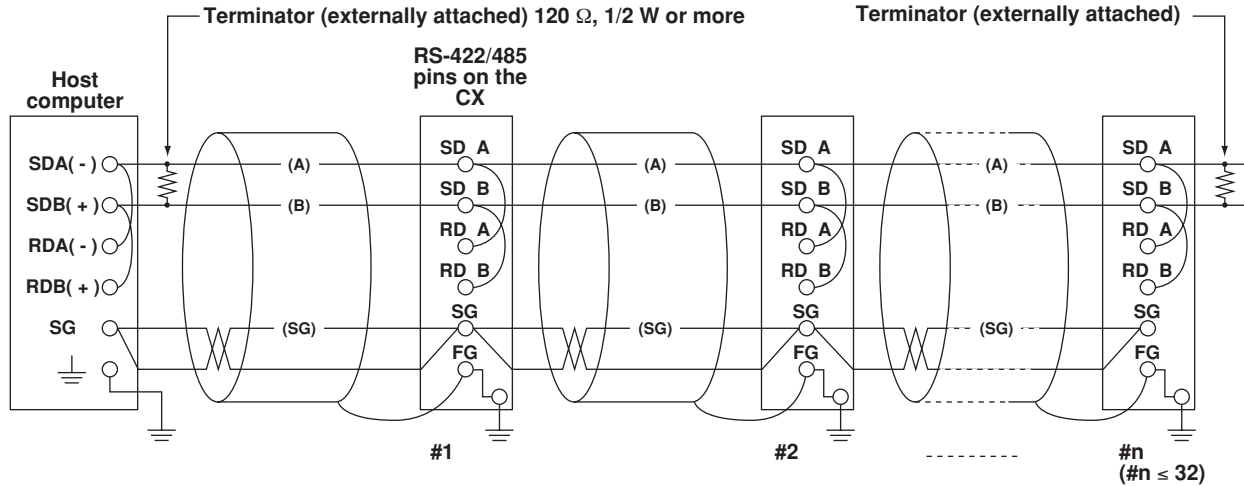 Terminator (externally attached) 120 Ω, 1/2 W or more
Terminator (externally attached)
RS-422/485
pins on the
CX
Host
computer
SDA( - )
SDB( + )
RDA( - )
RDB( + )
SG
(A)
(B)
(SG)
SD A
SD B
RD A
RD B
SG
FG
#1
(A)
(B)
(SG)
SD A
SD B
RD A
RD B
SG
FG
#2
(A)
(B)
(SG)
SD A
SD B
RD A
RD B
SG
FG
#n
(#n ≤ 32)